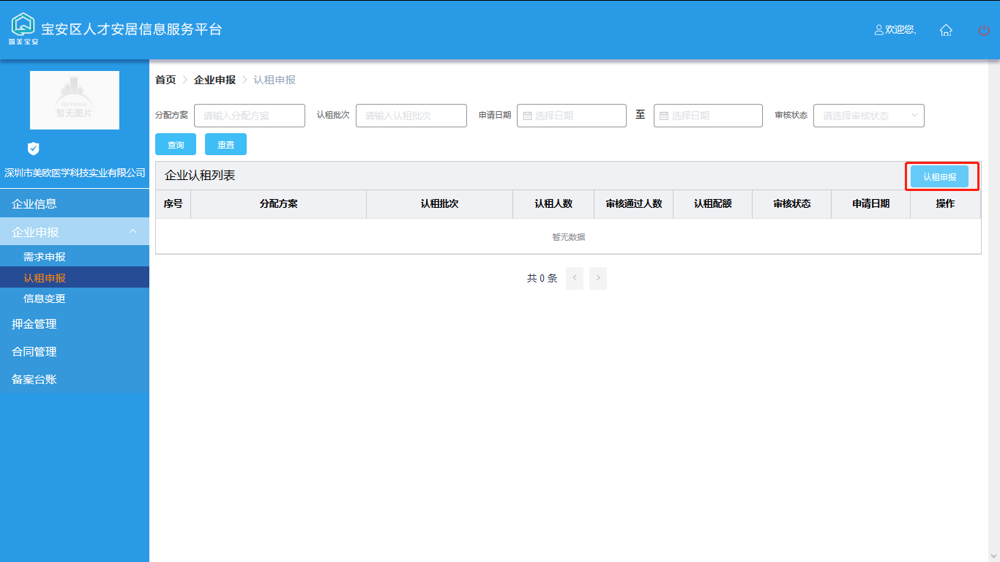 筑美宝安
宝安区人才安居信息服务平台
欢迎您,
No Picture
暂无图片
深圳市美欧医学科技实业有限公司
企业信息
企业申报
需求申报
认租申报
信息变更
押金管理
合同管理
备案台账
首页 > 企业申报 > 认租申报
分配方案 请输入分配方案 认租批次 请输入认租批次 申请日期 选择日期 至 选择日期 审核状态 请选择审核状态
查询 重置
企业认租列表 认租申报
序号 分配方案 认租批次 认租人数 审核通过人数 认租配额 审核状态 申请日期 操作
暂无数据
共 0 条 < >